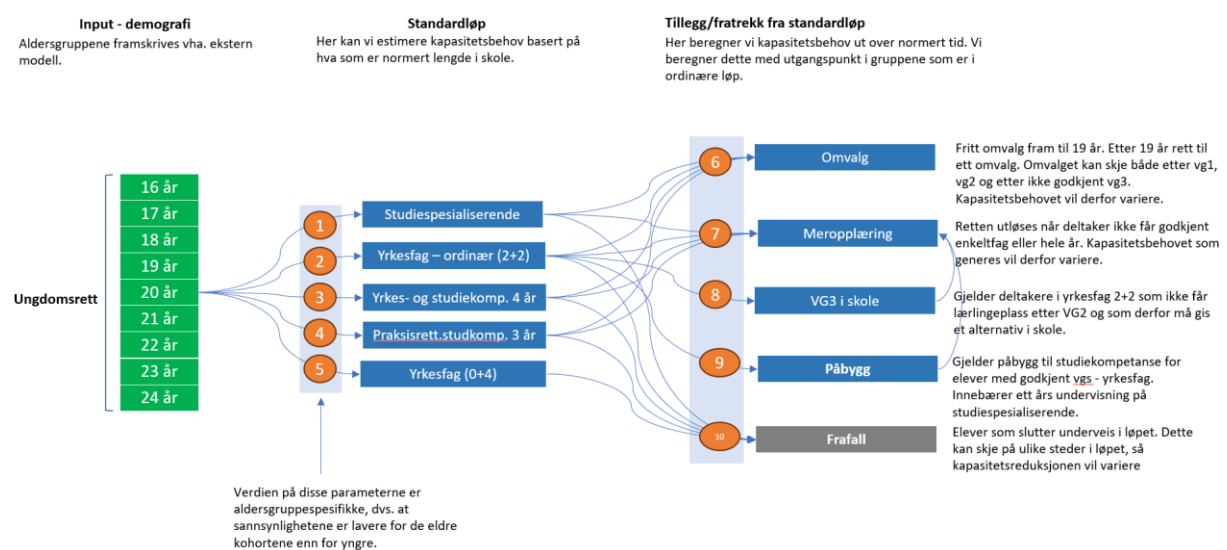 Input - demografi
Aldersgruppene framskrives vha. ekstern
modell.
Standardløp
Her kan vi estimere kapasitetsbehov basert på
hva som er normert lengde i skole.
Tillegg/fratrekk fra standardløp
Her beregner vi kapasitetsbehov ut over normert tid. Vi
beregner dette med utgangspunkt i gruppene som er i
ordinære løp.
Ungdomsrett
16 år
17 år
18 år
19 år
20 år
21 år
22 år
23 år
24 år
1
Studiespesialiserende
2
Yrkesfag – ordinær (2+2)
3
Yrkes- og studiekomp. 4 år
4
Praksisrett.studkomp. 3 år
5
Yrkesfag (0+4)
Verdien på disse parameterne er
aldersgruppespesifikke, dvs. at
sannsynlighetene er lavere for de eldre
kohortene enn for yngre.
6
Omvalg
Fritt omvalg fram til 19 år. Etter 19 år rett til
ett omvalg. Omvalget kan skje både etter vg1,
vg2 og etter ikke godkjent vg3.
Kapasitetsbehovet vil derfor variere.
7
Meropplæring
Retten utløses når deltaker ikke får godkjent
enkeltfag eller hele år. Kapasitetsbehovet som
generes vil derfor variere.
8
VG3 i skole
Gjelder deltakere i yrkesfag 2+2 som ikke får
lærlingeplass etter VG2 og som derfor må gis
et alternativ i skole.
9
Påbygg
Gjelder påbygg til studiekompetanse for
elever med godkjent vgs - yrkesfag.
Innebærer ett års undervisning på
studiespesialiserende.
10
Frafall
Elever som slutter underveis i løpet. Dette
kan skje på ulike steder i løpet, så
kapasitetsreduksjonen vil variere